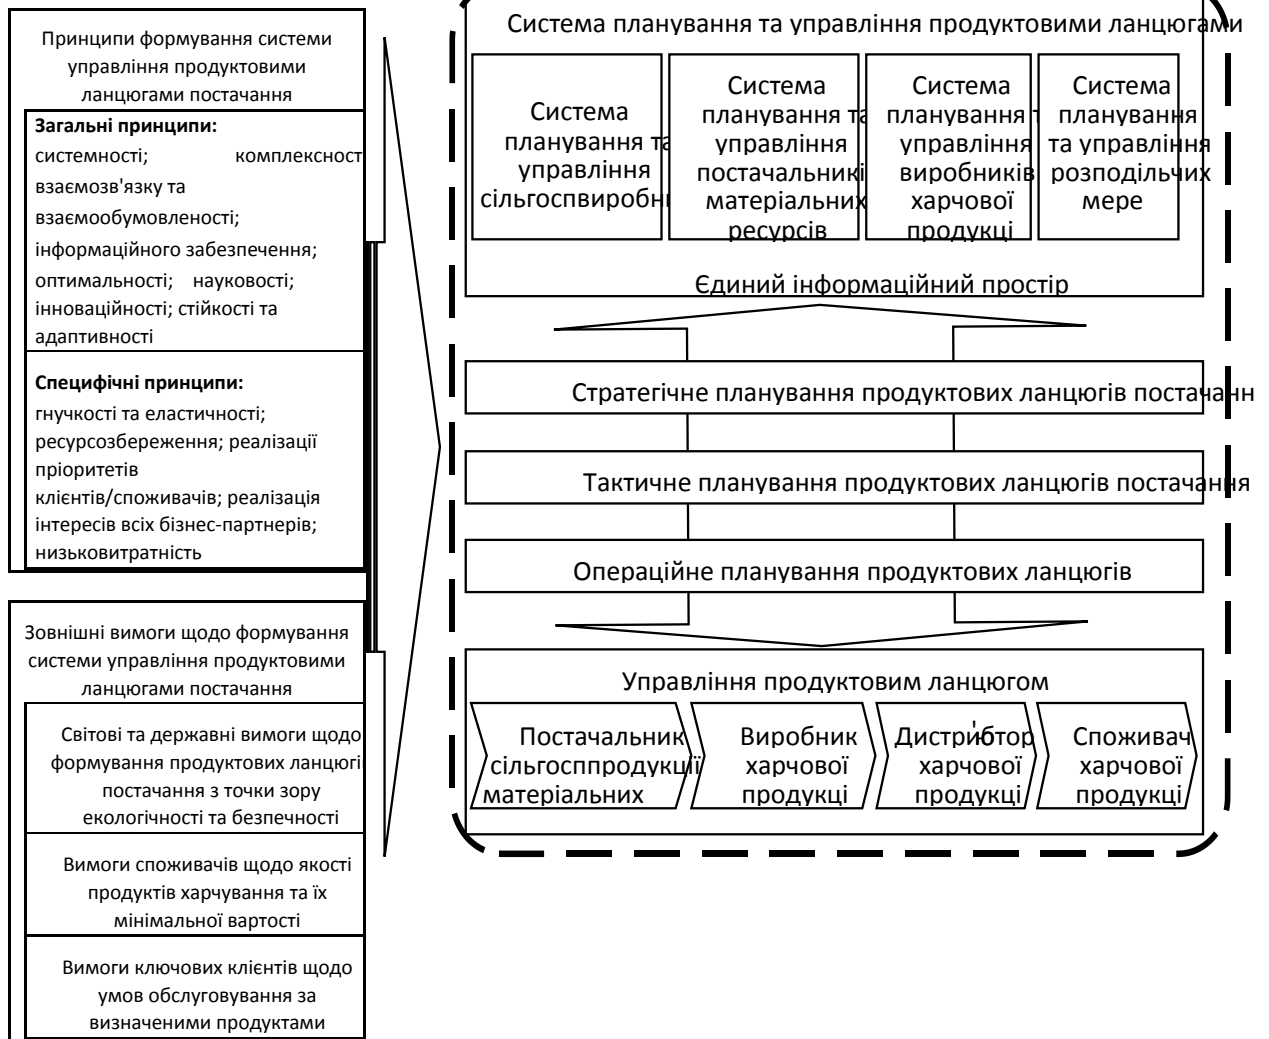 Принципи формування системи
управління продуктовими
ланцюгами постачання
Загальні принципи:
системності; комплексност
взаємозв'язку та
взаємообумовленості;
інформаційного забезпечення;
оптимальності; науковості;
інноваційності; стійкості та
адаптивності
Специфічні принципи:
гнучкості та еластичності;
ресурсозбереження; реалізації
пріоритетів
клієнтів/споживачів; реалізація
інтересів всіх бізнес-партнерів;
низьковитратність
Зовнішні вимоги щодо формування
системи управління продуктовими
ланцюгами постачання
Світові та державні вимоги щодо
формування продуктових ланцюгі
постачання з точки зору
екологічності та безпечності
Вимоги споживачів щодо якості
продуктів харчування та їх
мінімальної вартості
Вимоги ключових клієнтів щодо
умов обслуговування за
визначеними продуктами
Система планування та управління продуктовими ланцюгами
Система
планування та
управління
сільгоспвиробни
Система
планування та
управління
постачальникі
матеріальних
ресурсів
Система
планування т
управління
виробників
харчової
продукці
Система
планування
та управління
розподільчих
мере
Єдиний інформаційний простір
Стратегічне планування продуктових ланцюгів постачанн
Тактичне планування продуктових ланцюгів постачання
Операційне планування продуктових ланцюгів
Управління продуктовим ланцюгом
Постачальник
сільгосппродукції
матеріальних
Виробник
харчової
продукці
Дистриб'ютор
харчової
продукці
Споживач
харчової
продукці